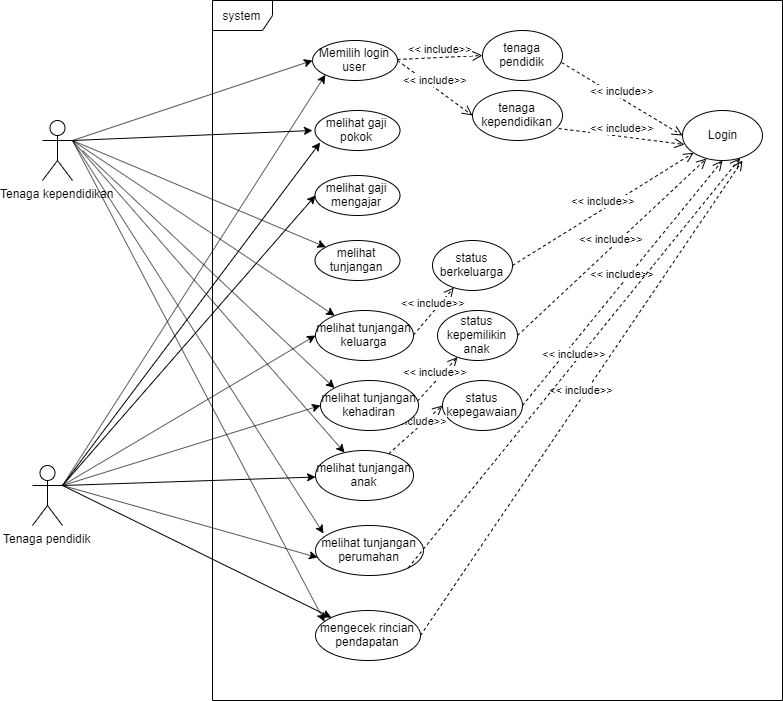 system
Memilih login
user
<< include>>
tenaga
pendidik
<< include>>
tenaga
kependidikan
<< include>>
<< include>>
Login
melihat gaji
pokok
Tenaga kependidikan
melihat gaji
mengajar
<< include>>
melihat
tunjangan
status
berkeluarga
<< include>>
<< include>>
<< include>>
melihat tunjangan
keluarga
status
kepemilikin
anak
<< include>>
<< include>>
melihat tunjangan
kehadiran
status
kepegawaian
<< include>>
include>>
melihat tunjangan
anak
Tenaga pendidik
melihat tunjangan
perumahan
mengecek rincian
pendapatan